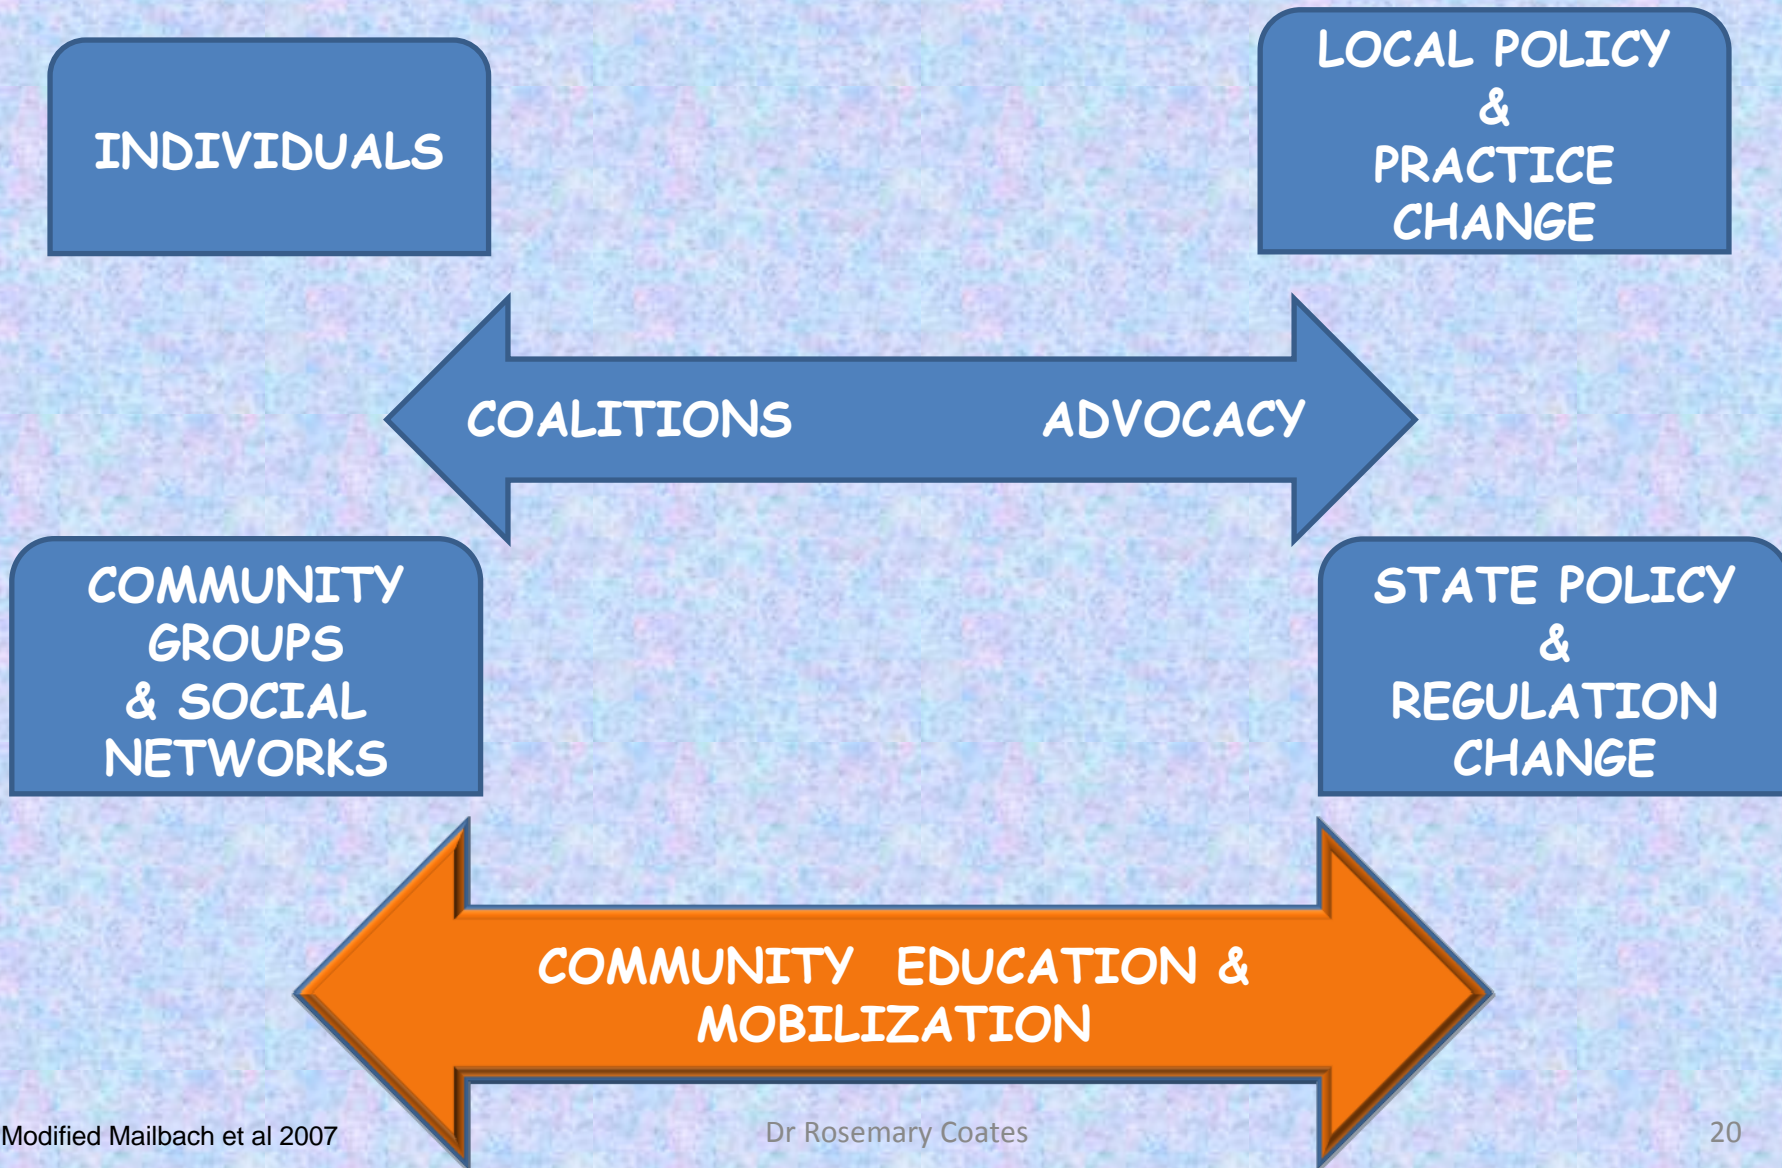 INDIVIDUALS
LOCAL POLICY
&
PRACTICE
CHANGE
COALITIONS ADVOCACY
COMMUNITY
GROUPS
& SOCIAL
NETWORKS
STATE POLICY
&
REGULATION
CHANGE
COMMUNITY EDUCATION &
MOBILIZATION
Modified Mailbach et al 2007
Dr Rosemary Coates
20